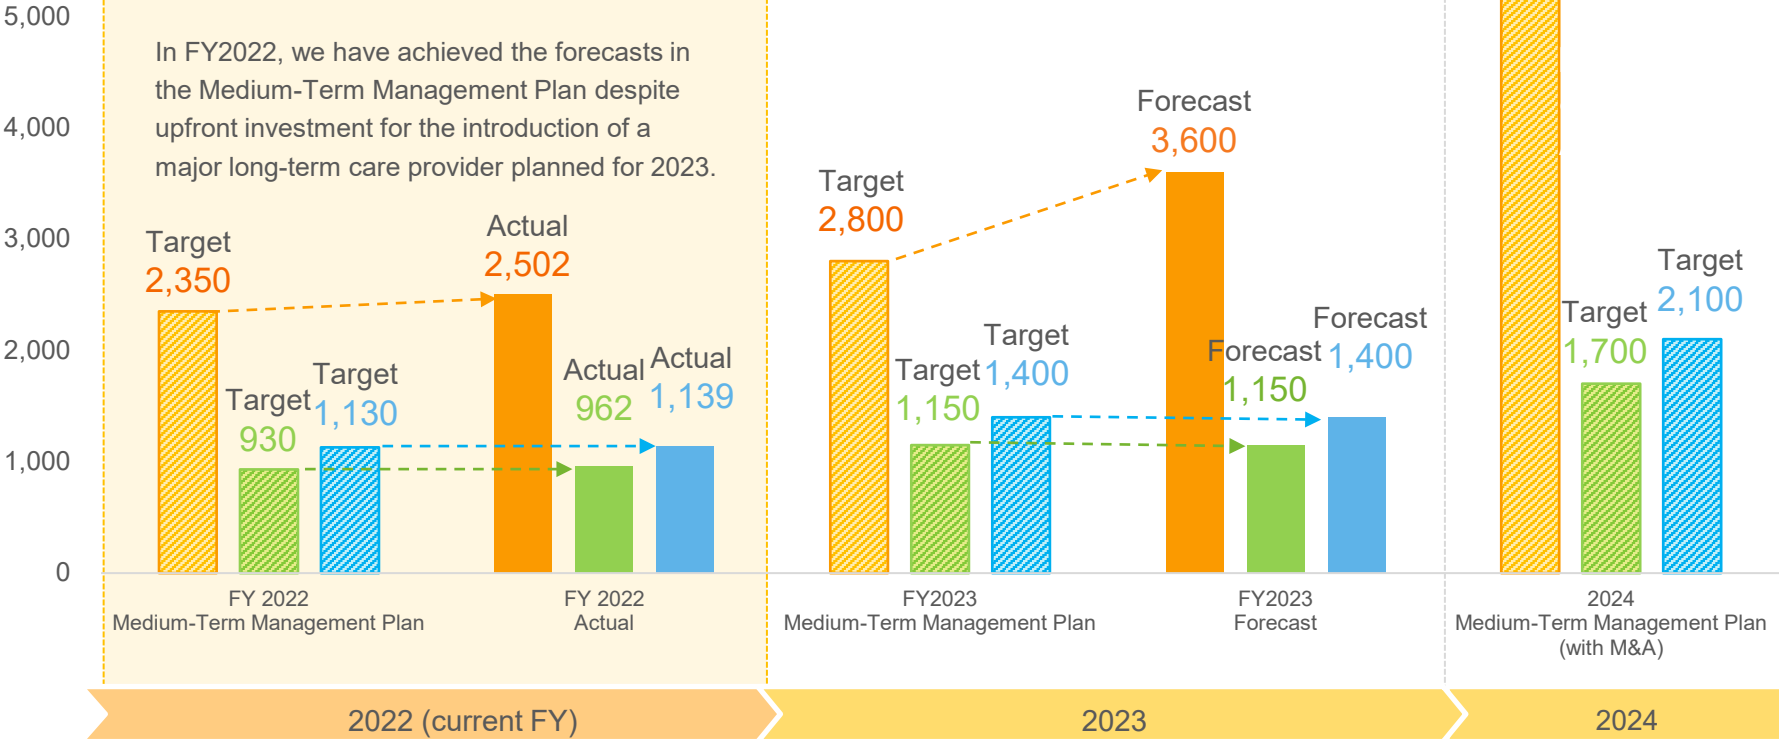 5,000
4,000
3,000
2,000
1,000
0
In FY2022, we have achieved the forecasts in
the Medium-Term Management Plan despite
upfront investment for the introduction of a
major long-term care provider planned for 2023.
Target
2,350
Target
930
Target
1,130
Actual
2,502
Actual
962
Actual
1,139
Target
2,800
Target
1,150
Target
1,400
Forecast
3,600
Forecast
1,150
Forecast
1,400
Target
1,700
Target
2,100
FY 2022
Medium-Term Management Plan
FY 2022
Actual
FY2023
Medium-Term Management Plan
FY2023
Forecast
2024
Medium-Term Management Plan
(with M&A)
2022 (current FY)
2023
2024